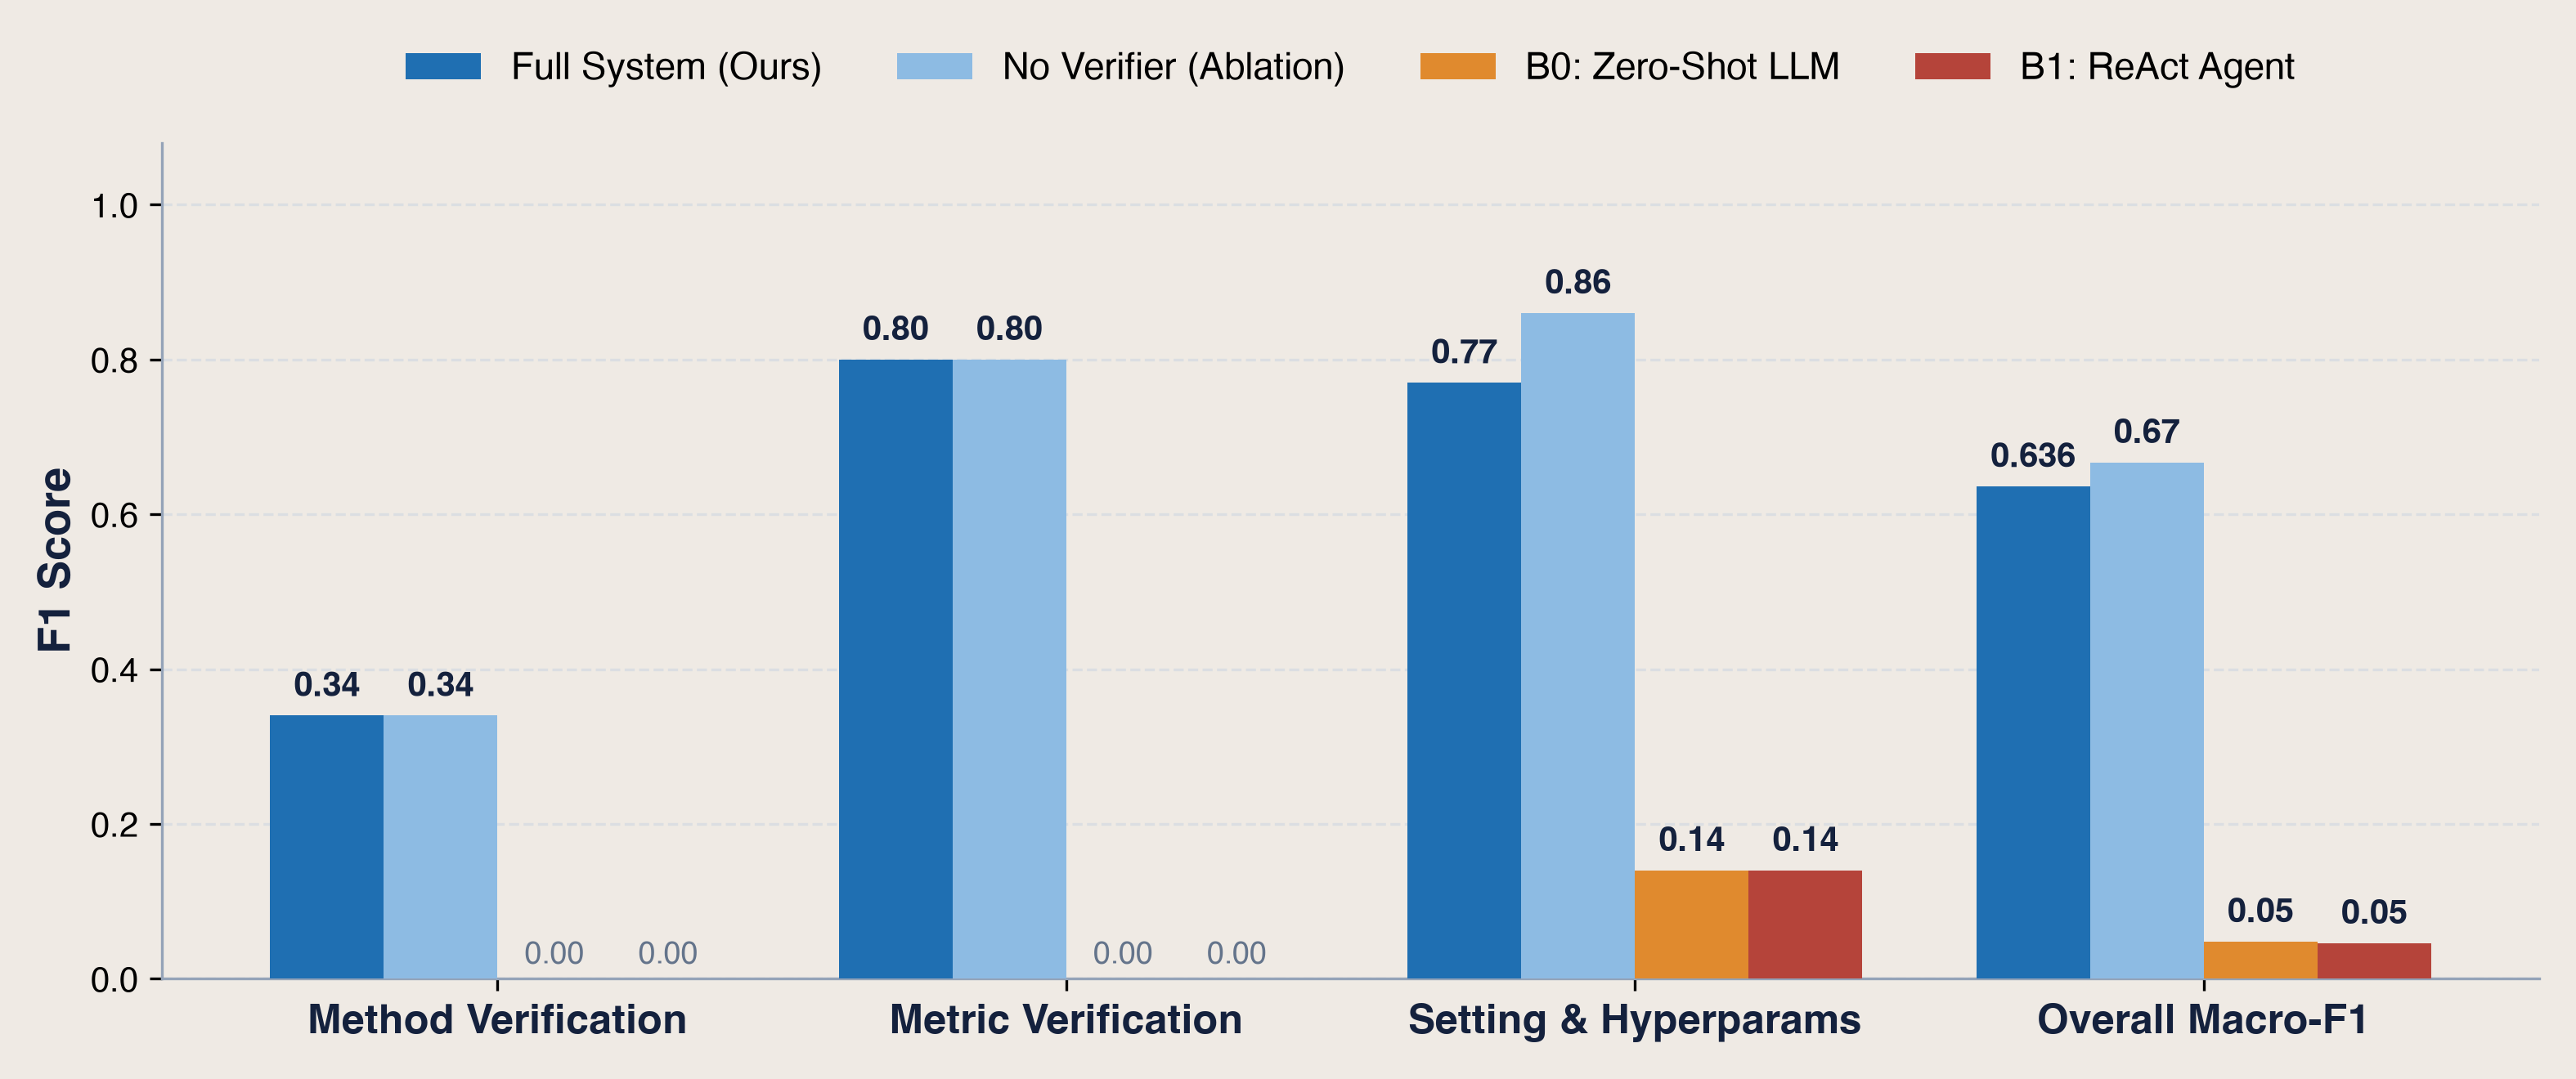 Full System (Ours) No Verifier (Ablation) B0: Zero-Shot LLM B1: ReAct Agent
F1 Score
1.0
0.8
0.6
0.4
0.2
0.0
0.34 0.34 0.00 0.00
0.80 0.80 0.00 0.00
0.77 0.86 0.14 0.14
0.636 0.67 0.05 0.05
Method Verification Metric Verification Setting & Hyperparams Overall Macro-F1